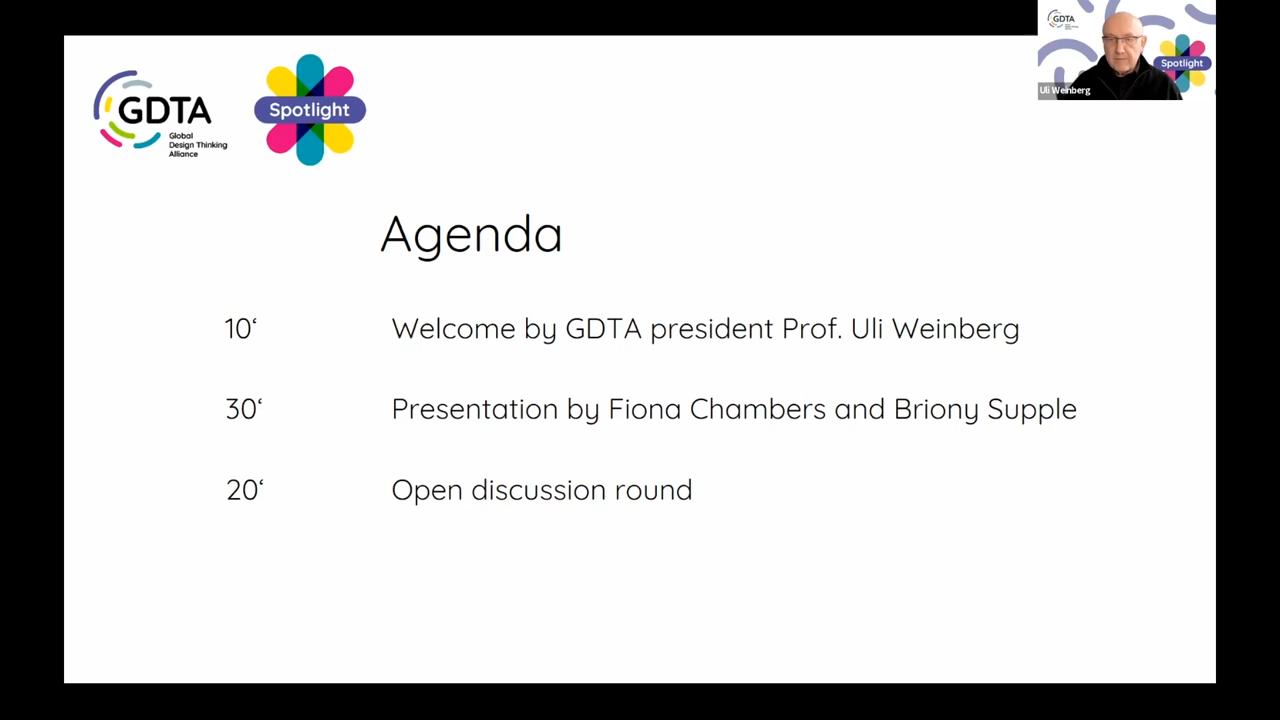 GDTA
Global
Design Thinking
Alliance
Spotlight
GDTA
Spotlight
Uli Weinberg
Agenda
10‘ Welcome by GDTA president Prof. Uli Weinberg
30‘ Presentation by Fiona Chambers and Briony Supple
20‘ Open discussion round